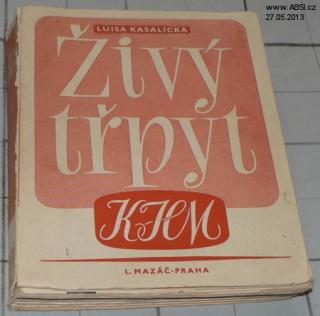 www.ABSI.cz
27.05.2013
LUISA KASALICKÁ
Živý
třpyt
KHM
L. MAZÁČ-PRAHA